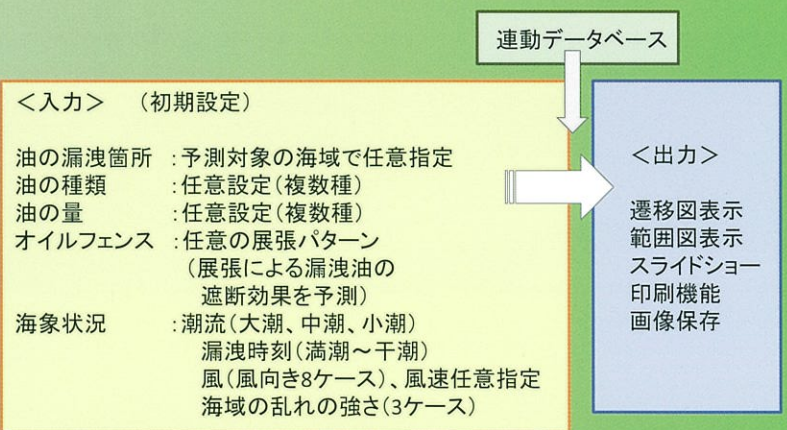 連動データベース
<入力>　（初期設定）
油の漏洩箇所　：予測対象の海域で任意指定
油の種類　：任意設定（複数種）
油の量　：任意設定（複数種）
オイルフェンス　：任意の展張パターン
（展張による漏洩油の
遮断効果を予測）
海象状況　：潮流（大潮、中潮、小潮）
漏洩時刻（満潮～干潮）
風（風向き8ケース）、風速任意指定
海域の乱れの強さ（3ケース）
<出力>
遷移図表示
範囲図表示
スライドショー
印刷機能
画像保存